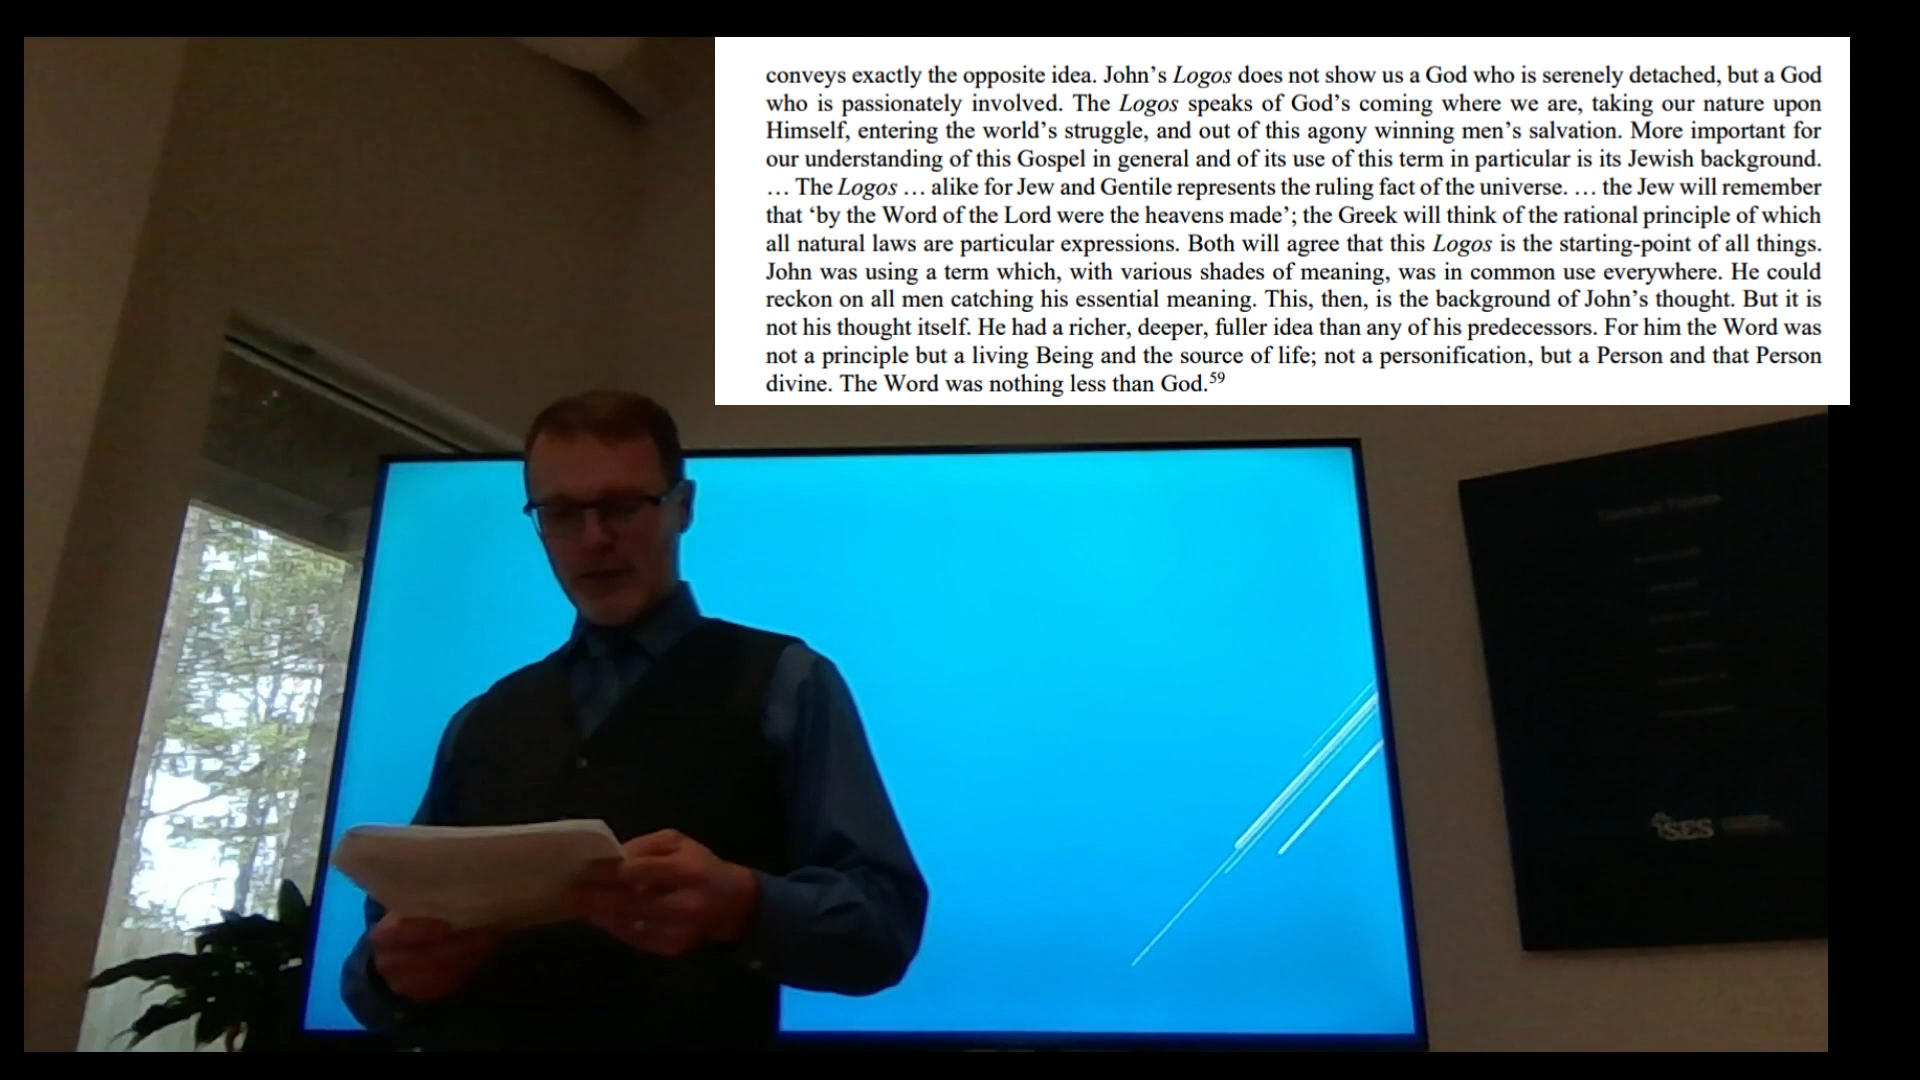 conveys exactly the opposite idea. John’s Logos does not show us a God who is serenely detached, but a God
who is passionately involved. The Logos speaks of God’s coming where we are, taking our nature upon
Himself, entering the world’s struggle, and out of this agony winning men’s salvation. More important for
our understanding of this Gospel in general and of its use of this term in particular is its Jewish background.
… The Logos … alike for Jew and Gentile represents the ruling fact of the universe. … the Jew will remember
that ‘by the Word of the Lord were the heavens made’; the Greek will think of the rational principle of which
all natural laws are particular expressions. Both will agree that this Logos is the starting-point of all things.
John was using a term which, with various shades of meaning, was in common use everywhere. He could
reckon on all men catching his essential meaning. This, then, is the background of John’s thought. But it is
not his thought itself. He had a richer, deeper, fuller idea than any of his predecessors. For him the Word was
not a principle but a living Being and the source of life; not a personification, but a Person and that Person
divine. The Word was nothing less than God.59
SES